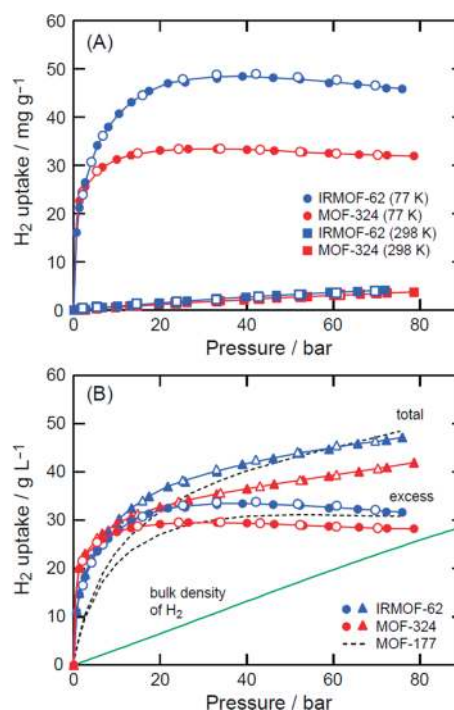 (A)
60
50
40
30
20
10
0
H₂ uptake / mg g⁻¹
IRMOF-62 (77 K)
MOF-324 (77 K)
IRMOF-62 (298 K)
MOF-324 (298 K)
0 20 40 60 80
Pressure / bar
(B)
60
50
40
30
20
10
0
H₂ uptake / g L⁻¹
total
excess
bulk density
of H₂
IRMOF-62
MOF-324
MOF-177
0 20 40 60 80
Pressure / bar